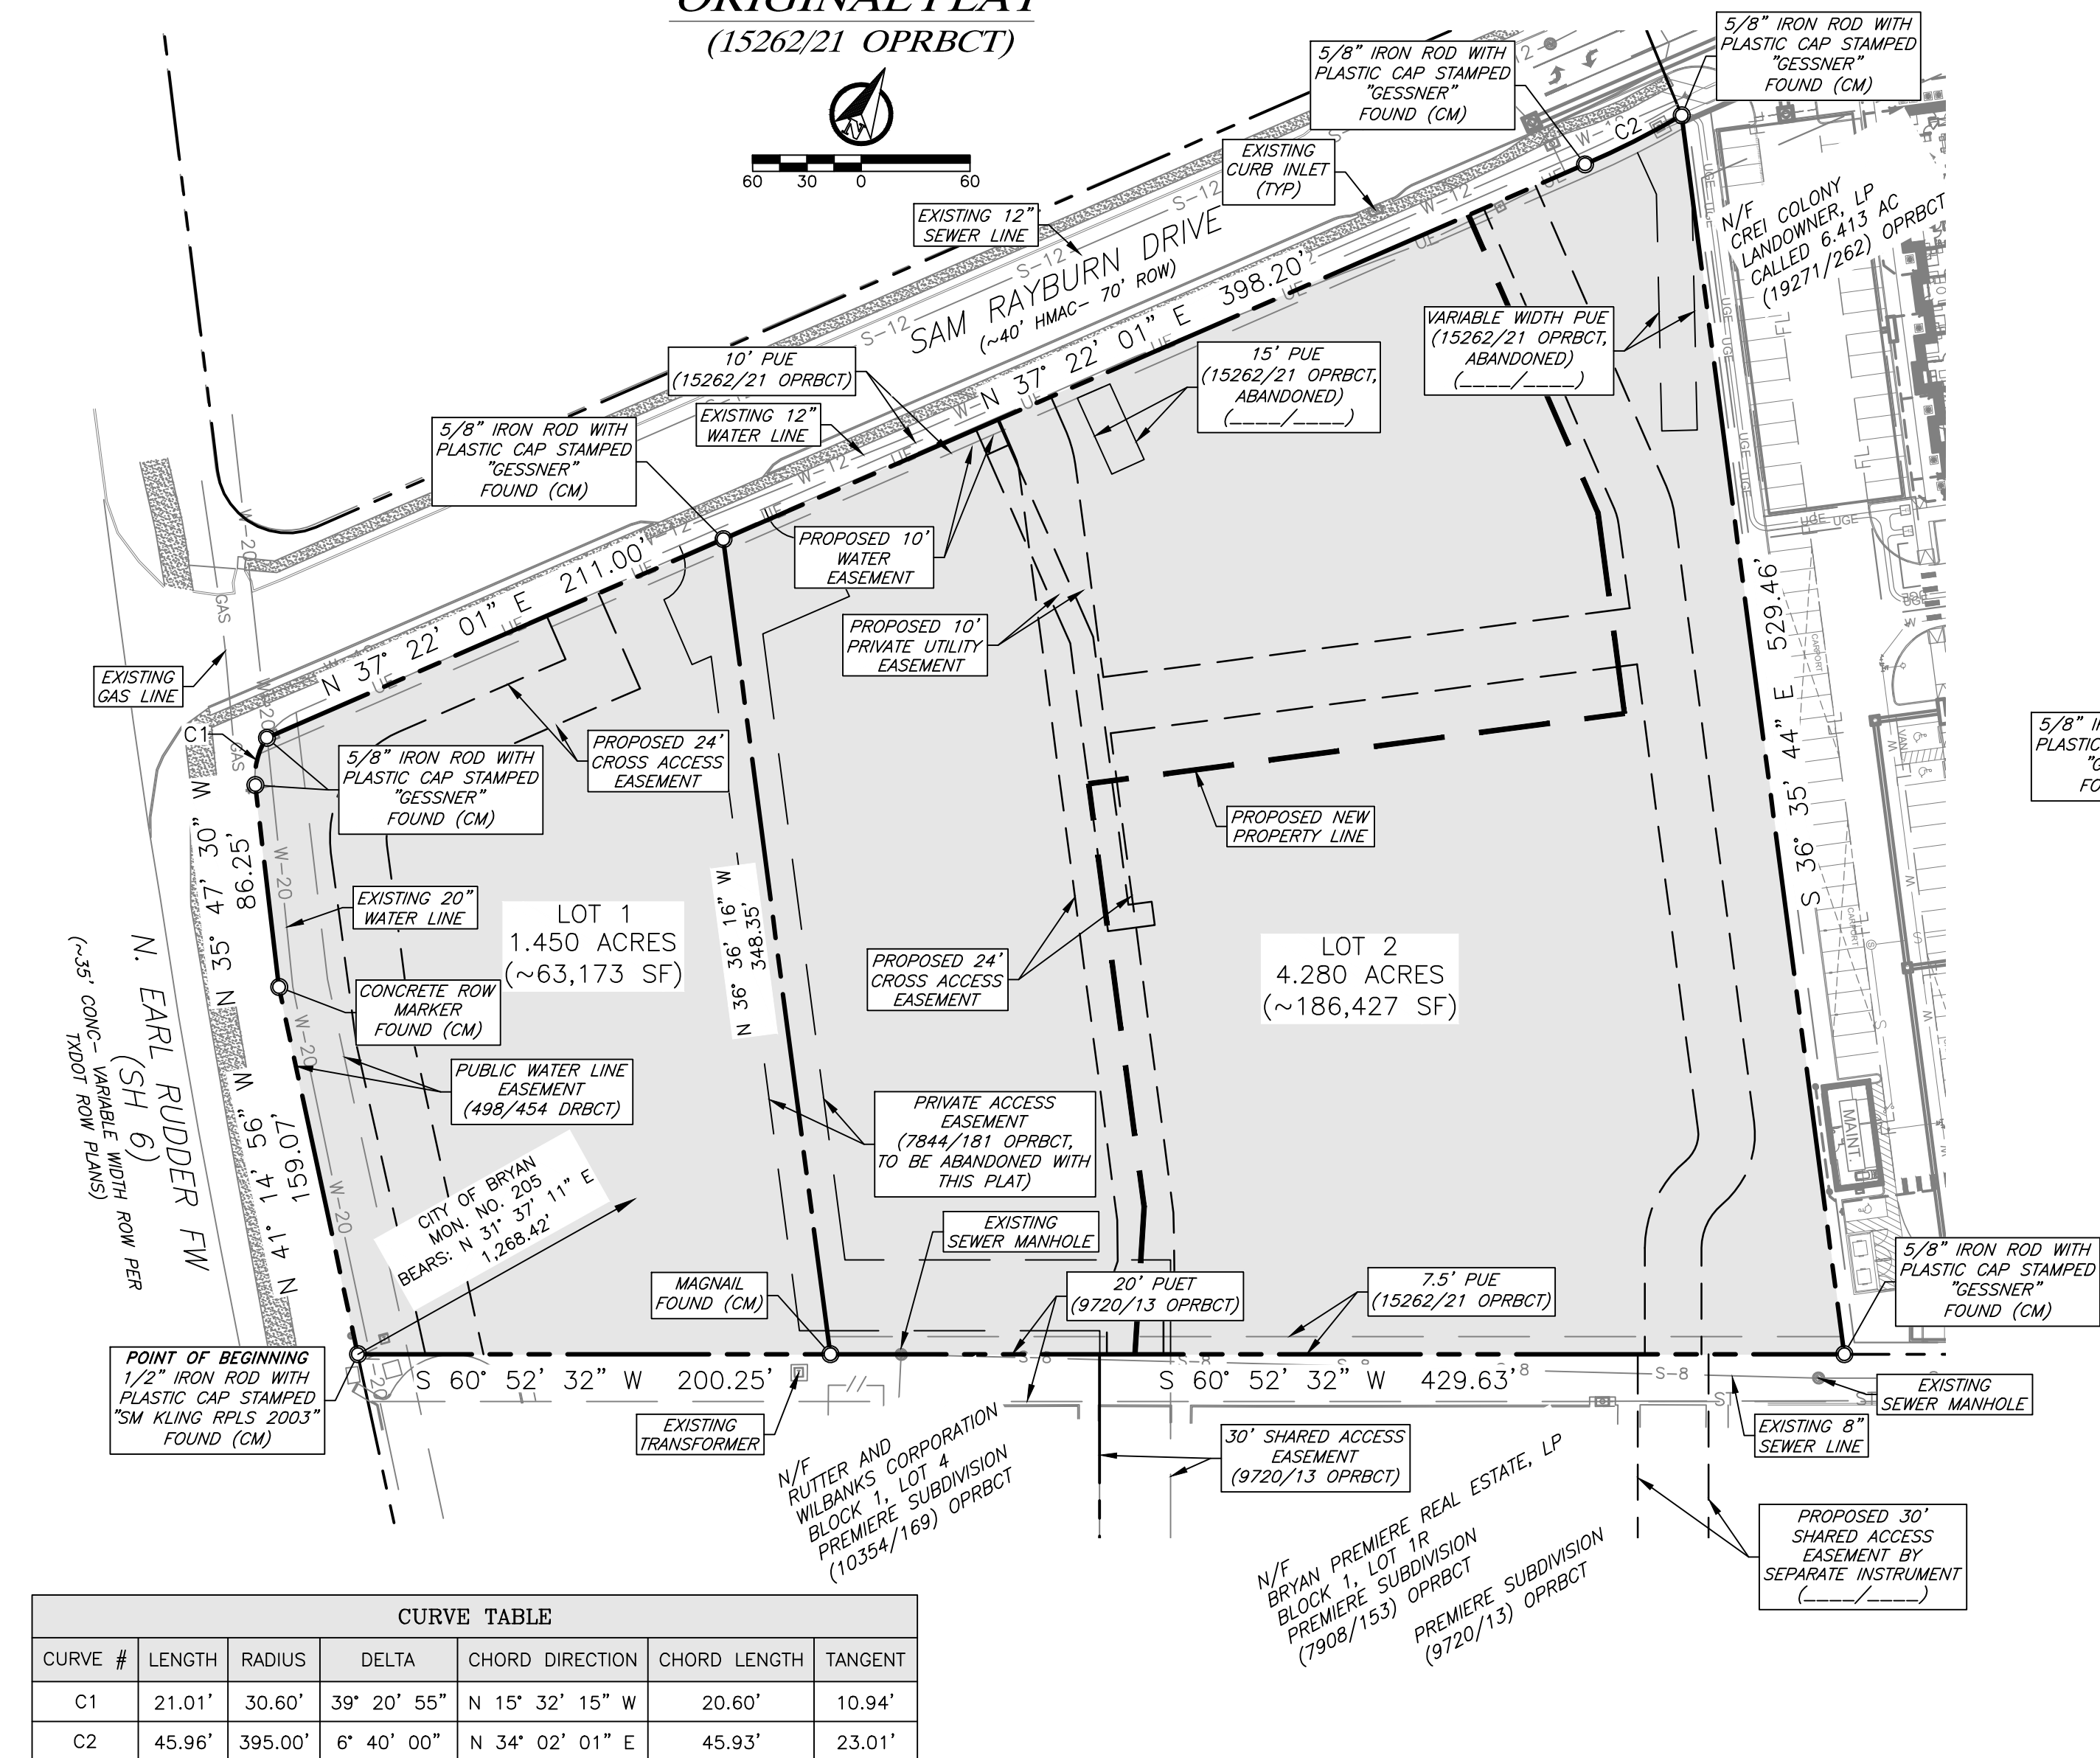 ORIGINAL PLAT
(15262/21 OPRBCT)
N
60 30 0 60
5/8" IRON ROD WITH
PLASTIC CAP STAMPED
"GESSNER"
FOUND (CM)
5/8" IRON ROD WITH
PLASTIC CAP STAMPED
"GESSNER"
FOUND (CM)
C2
EXISTING
CURB INLET
(TYP)
EXISTING 12"
SEWER LINE
SAM RAYBURN DRIVE
(~40' HMAC- 70' ROW)
N/F
CREI COLONY
LANDOWNER, LP
CALLED 6.413 AC
(19271/262) OPRBCT
VARIABLE WIDTH PUE
(15262/21 OPRBCT,
ABANDONED)
(____/____)
10' PUE
(15262/21 OPRBCT)
15' PUE
(15262/21 OPRBCT,
ABANDONED)
(____/____)
N 37° 22' 01" E 398.20'
EXISTING 12"
WATER LINE
5/8" IRON ROD WITH
PLASTIC CAP STAMPED
"GESSNER"
FOUND (CM)
PROPOSED 10'
WATER
EASEMENT
N 37° 22' 01" E 211.00'
PROPOSED 10'
PRIVATE UTILITY
EASEMENT
EXISTING
GAS LINE
C1
5/8" IRON ROD WITH
PLASTIC CAP STAMPED
"GESSNER"
FOUND (CM)
PROPOSED 24'
CROSS ACCESS
EASEMENT
PROPOSED NEW
PROPERTY LINE
S 36° 35' 44" E 529.46'
5/8" I
PLASTIC
"G
FO
N 35° 47' 30" W
86.25'
EXISTING 20"
WATER LINE
LOT 1
1.450 ACRES
(~63,173 SF)
N 36° 36' 16" W
348.35'
PROPOSED 24'
CROSS ACCESS
EASEMENT
LOT 2
4.280 ACRES
(~186,427 SF)
CONCRETE ROW
MARKER
FOUND (CM)
N. EARL RUDDER FW
(SH 6)
(~35' CONC- VARIABLE WIDTH ROW PER
TXDOT ROW PLANS)
PUBLIC WATER LINE
EASEMENT
(498/454 DRBCT)
PRIVATE ACCESS
EASEMENT
(7844/181 OPRBCT,
TO BE ABANDONED WITH
THIS PLAT)
N 41° 14' 56" W
159.07'
CITY OF BRYAN
MON. NO. 205
BEARS: N 31° 37' 11" E
1,268.42'
MAINT.
EXISTING
SEWER MANHOLE
MAGNAIL
FOUND (CM)
20' PUET
(9720/13 OPRBCT)
7.5' PUE
(15262/21 OPRBCT)
5/8" IRON ROD WITH
PLASTIC CAP STAMPED
"GESSNER"
FOUND (CM)
POINT OF BEGINNING
1/2" IRON ROD WITH
PLASTIC CAP STAMPED
"SM KLING RPLS 2003"
FOUND (CM)
S 60° 52' 32" W 200.25'
S 60° 52' 32" W 429.63'
EXISTING
TRANSFORMER
EXISTING
SEWER MANHOLE
EXISTING 8"
SEWER LINE
N/F
RUTTER AND
WILBANKS CORPORATION
BLOCK 1, LOT 4
PREMIERE SUBDIVISION
(10354/169) OPRBCT
30' SHARED ACCESS
EASEMENT
(9720/13 OPRBCT)
N/F
BRYAN PREMIERE REAL ESTATE, LP
BLOCK 1, LOT 1R
PREMIERE SUBDIVISION
(7908/153) OPRBCT
PREMIERE SUBDIVISION
(9720/13) OPRBCT
PROPOSED 30'
SHARED ACCESS
EASEMENT BY
SEPARATE INSTRUMENT
(____/____)
CURVE TABLE
CURVE # LENGTH RADIUS DELTA CHORD DIRECTION CHORD LENGTH TANGENT
C1 21.01' 30.60' 39° 20' 55" N 15° 32' 15" W 20.60' 10.94'
C2 45.96' 395.00' 6° 40' 00" N 34° 02' 01" E 45.93' 23.01'